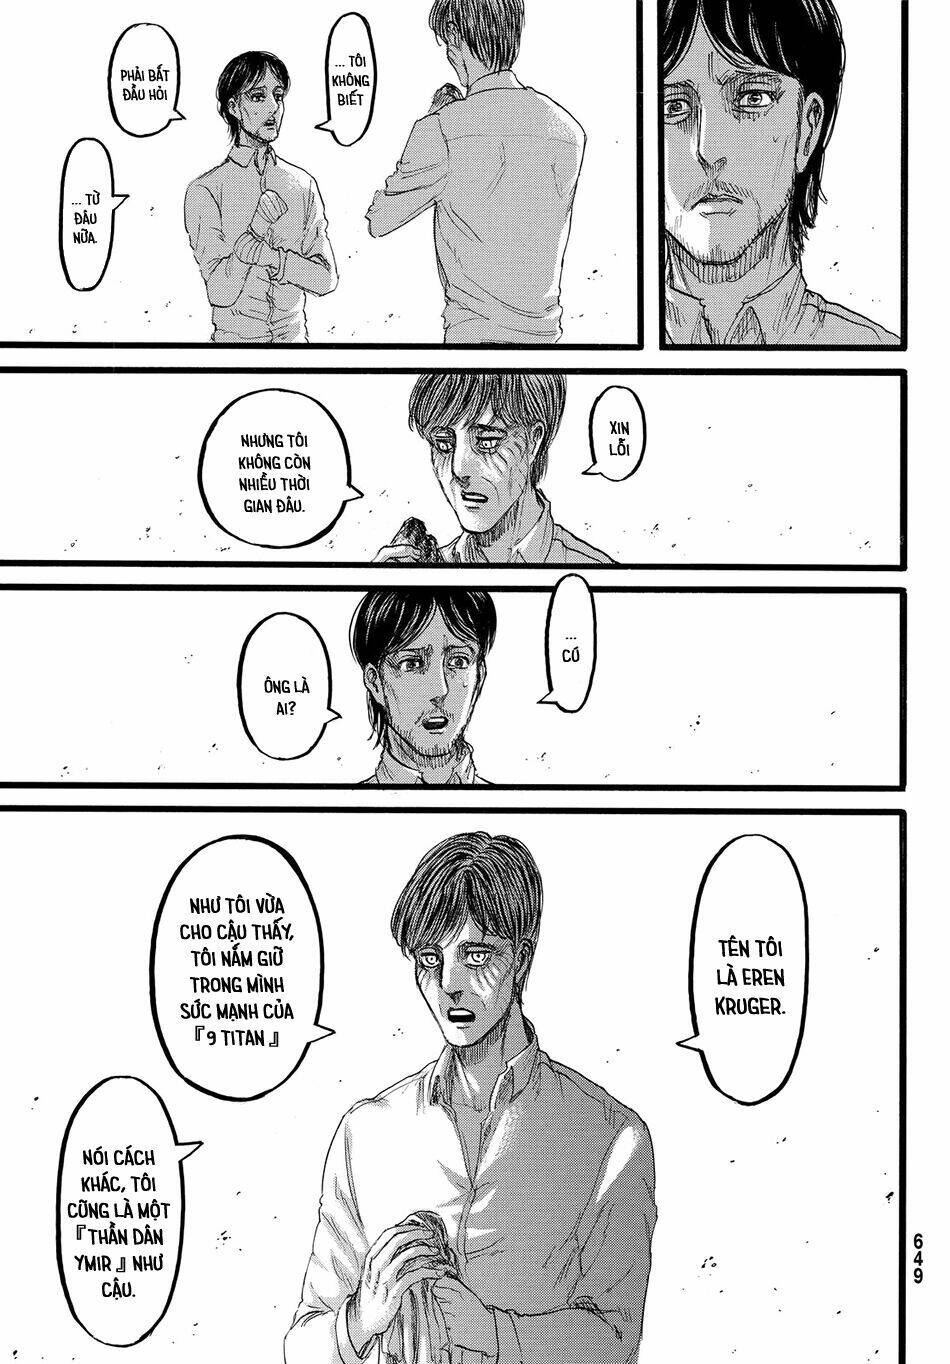 ... TÔI
KHÔNG
BIẾT
PHẢI BẮT
ĐẦU HỎI
... TỪ
ĐÂU
NỮA.
XIN
LỖI
NHƯNG TÔI
KHÔNG CÒN
NHIỀU THỜI
GIAN ĐÂU.
...
CÓ
ÔNG LÀ
AI?
TÊN TÔI
LÀ EREN
KRUGER.
NHƯ TÔI VỪA
CHO CẬU THẤY,
TÔI NẮM GIỮ
TRONG MÌNH
SỨC MẠNH CỦA
『9 TITAN』
NÓI CÁCH
KHÁC, TÔI
CŨNG LÀ MỘT
『THẦN DÂN
YMIR』 NHƯ
CẬU.
649